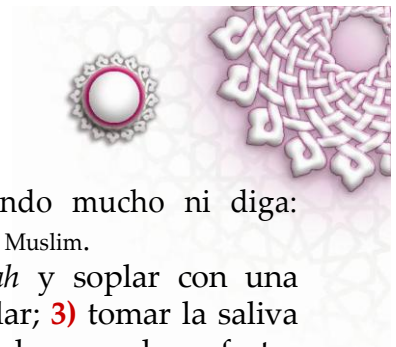 ndo mucho ni diga:
Muslim.
ah y soplar con una
lar; 3) tomar la saliva